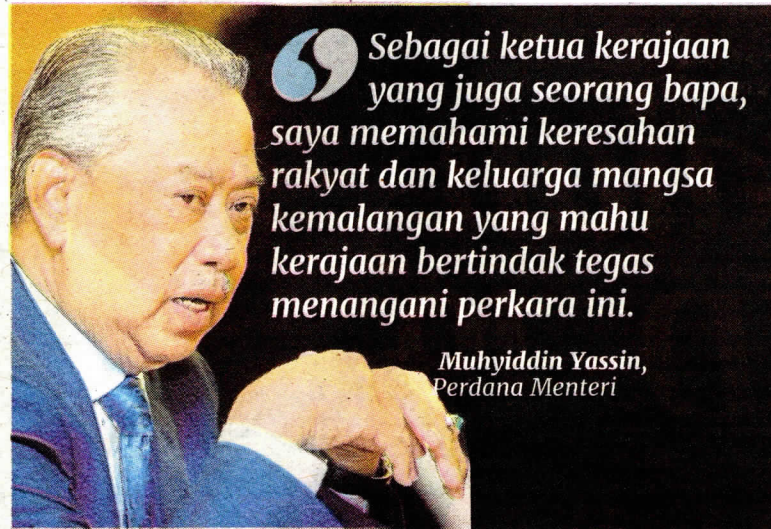 Sebagai ketua kerajaan
yang juga seorang bapa,
saya memahami keresahan
rakyat dan keluarga mangsa
kemalangan yang mahu
kerajaan bertindak tegas
menangani perkara ini.
Muhyiddin Yassin,
Perdana Menteri